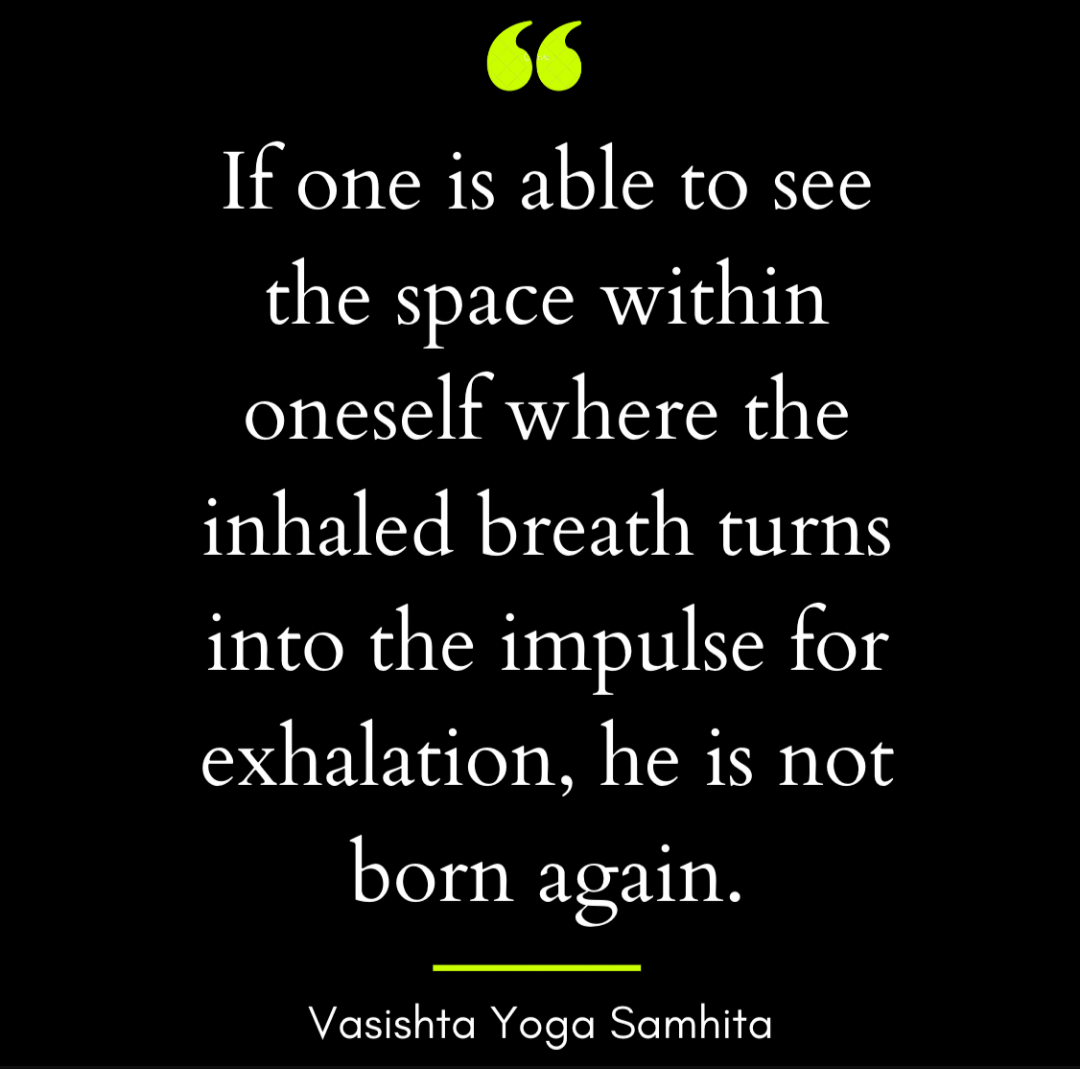 “
If one is able to see
the space within
oneself where the
inhaled breath turns
into the impulse for
exhalation, he is not
born again.
Vasishta Yoga Samhita